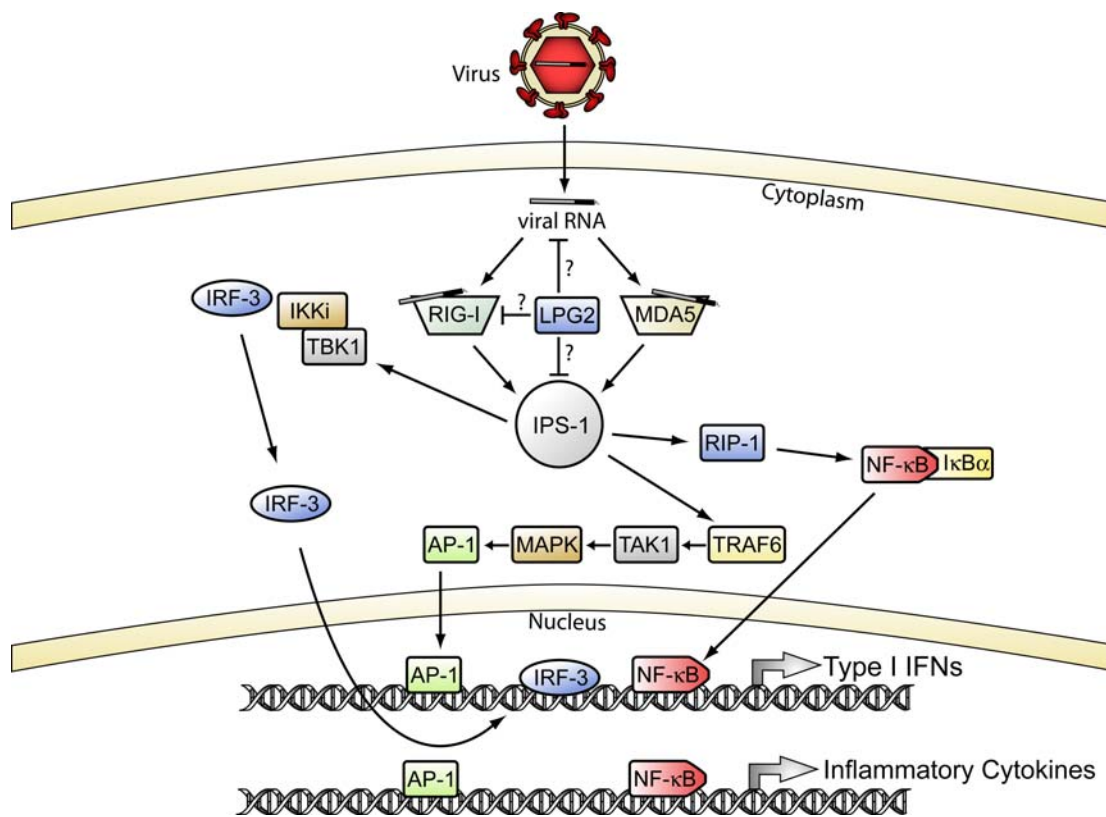 Virus
Cytoplasm
viral RNA
?
IRF-3
IKKi
TBK1
RIG-I
?
LPG2
MDA5
?
IPS-1
RIP-1
NF-κB
IκBα
IRF-3
AP-1
MAPK
TAK1
TRAF6
Nucleus
AP-1
IRF-3
NF-κB
Type I IFNs
AP-1
NF-κB
Inflammatory Cytokines